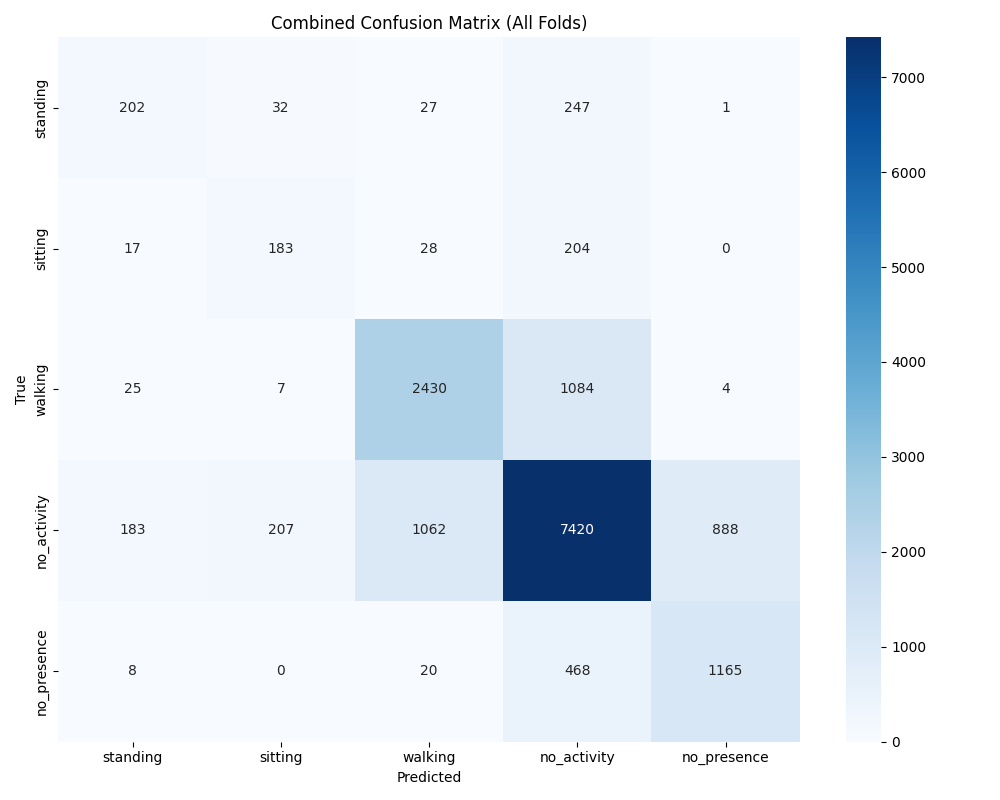 Combined Confusion Matrix (All Folds)
True
standing
202 32 27 247 1
sitting
17 183 28 204 0
walking
25 7 2430 1084 4
no_activity
183 207 1062 7420 888
no_presence
8 0 20 468 1165
standing sitting walking no_activity no_presence
Predicted
7000
6000
5000
4000
3000
2000
1000
0